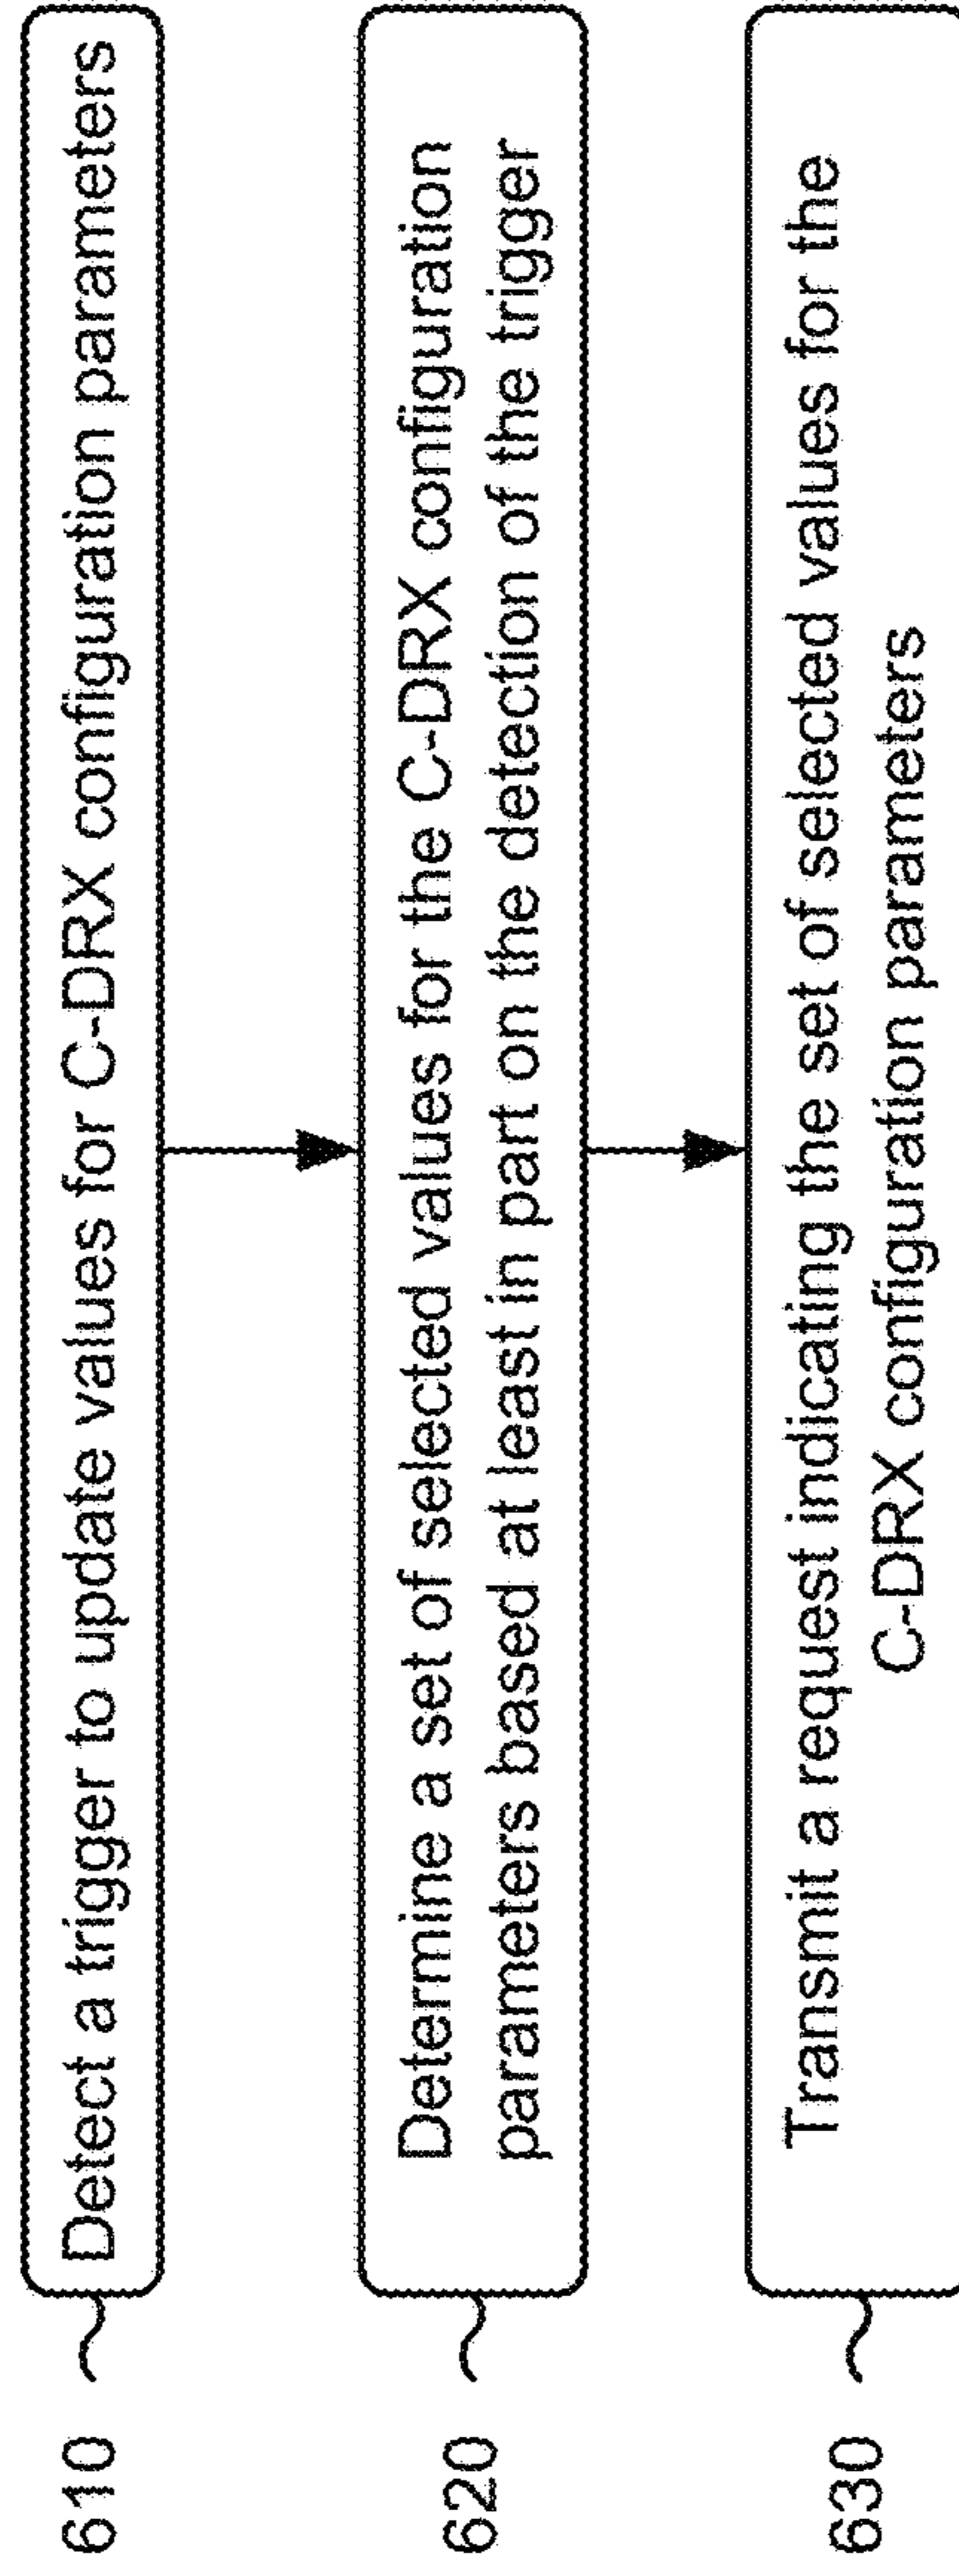 610
Detect a trigger to update values for C-DRX configuration parameters
620
Determine a set of selected values for the C-DRX configuration
parameters based at least in part on the detection of the trigger
630
Transmit a request indicating the set of selected values for the
C-DRX configuration parameters